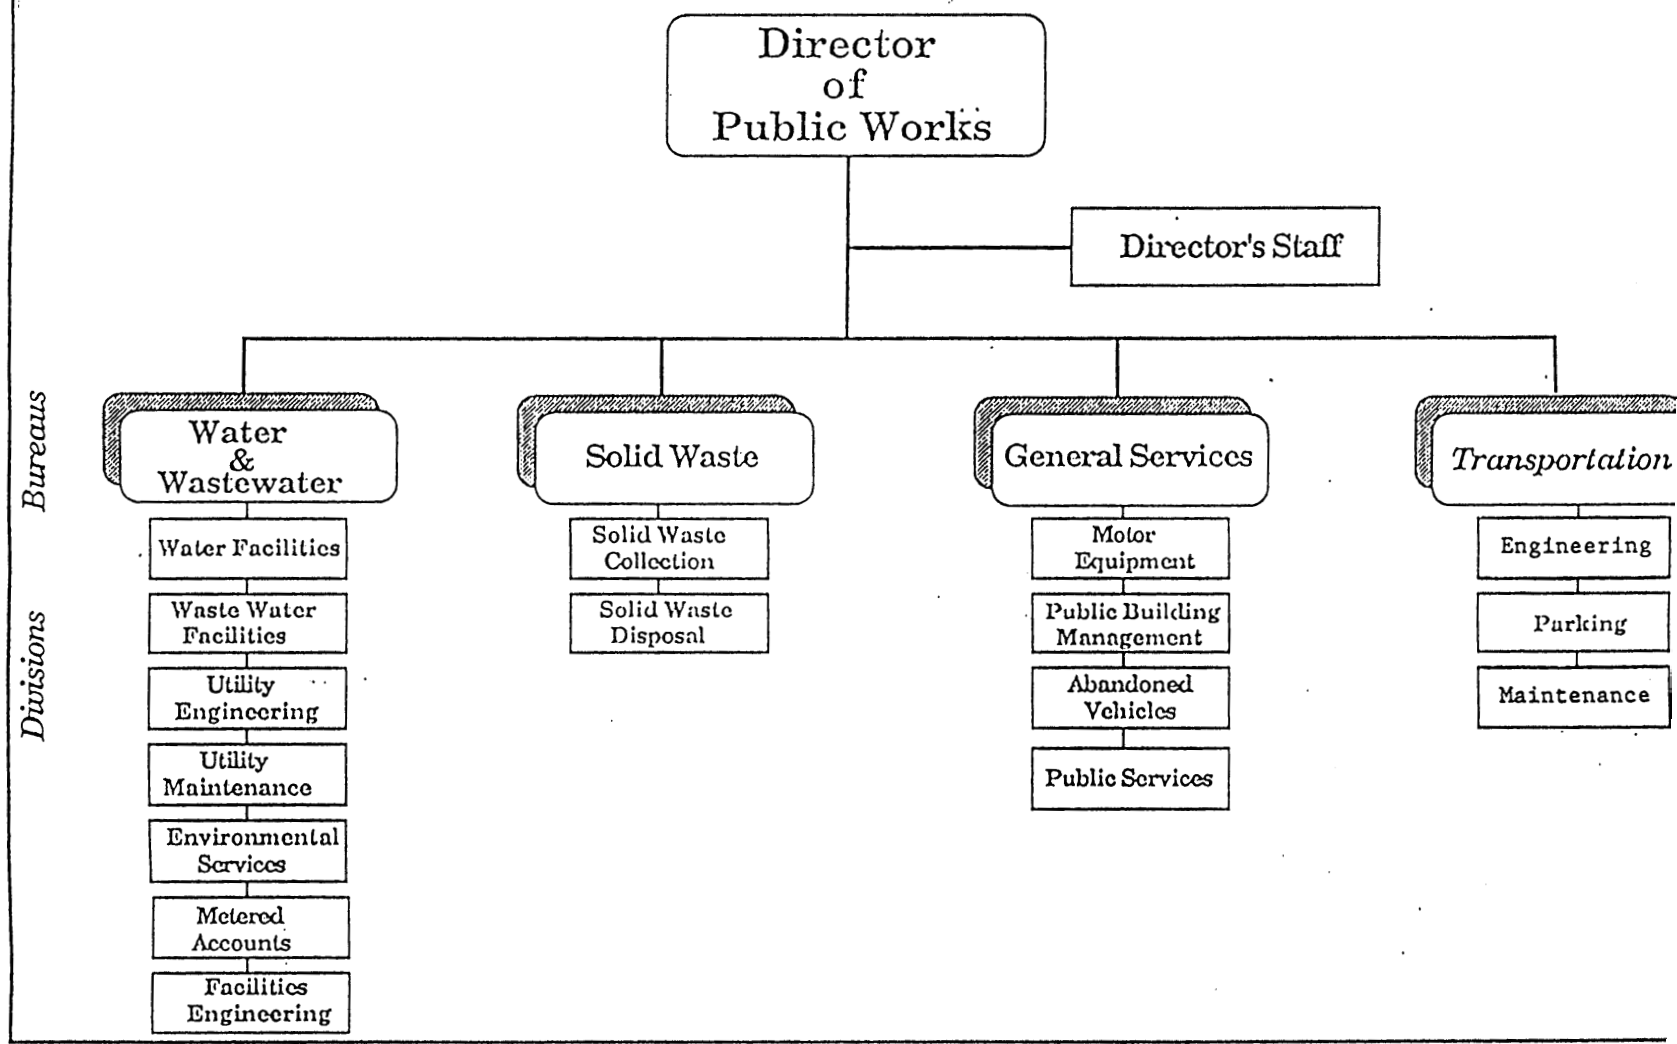 Director
of
Public Works
Director's Staff
Bureaus
Water
&
Wastewater
Solid Waste
General Services
Transportation
Divisions
Water Facilities
Waste Water
Facilities
Utility
Engineering
Utility
Maintenance
Environmental
Services
Metered
Accounts
Facilities
Engineering
Solid Waste
Collection
Solid Waste
Disposal
Motor
Equipment
Public Building
Management
Abandoned
Vehicles
Public Services
Engineering
Parking
Maintenance